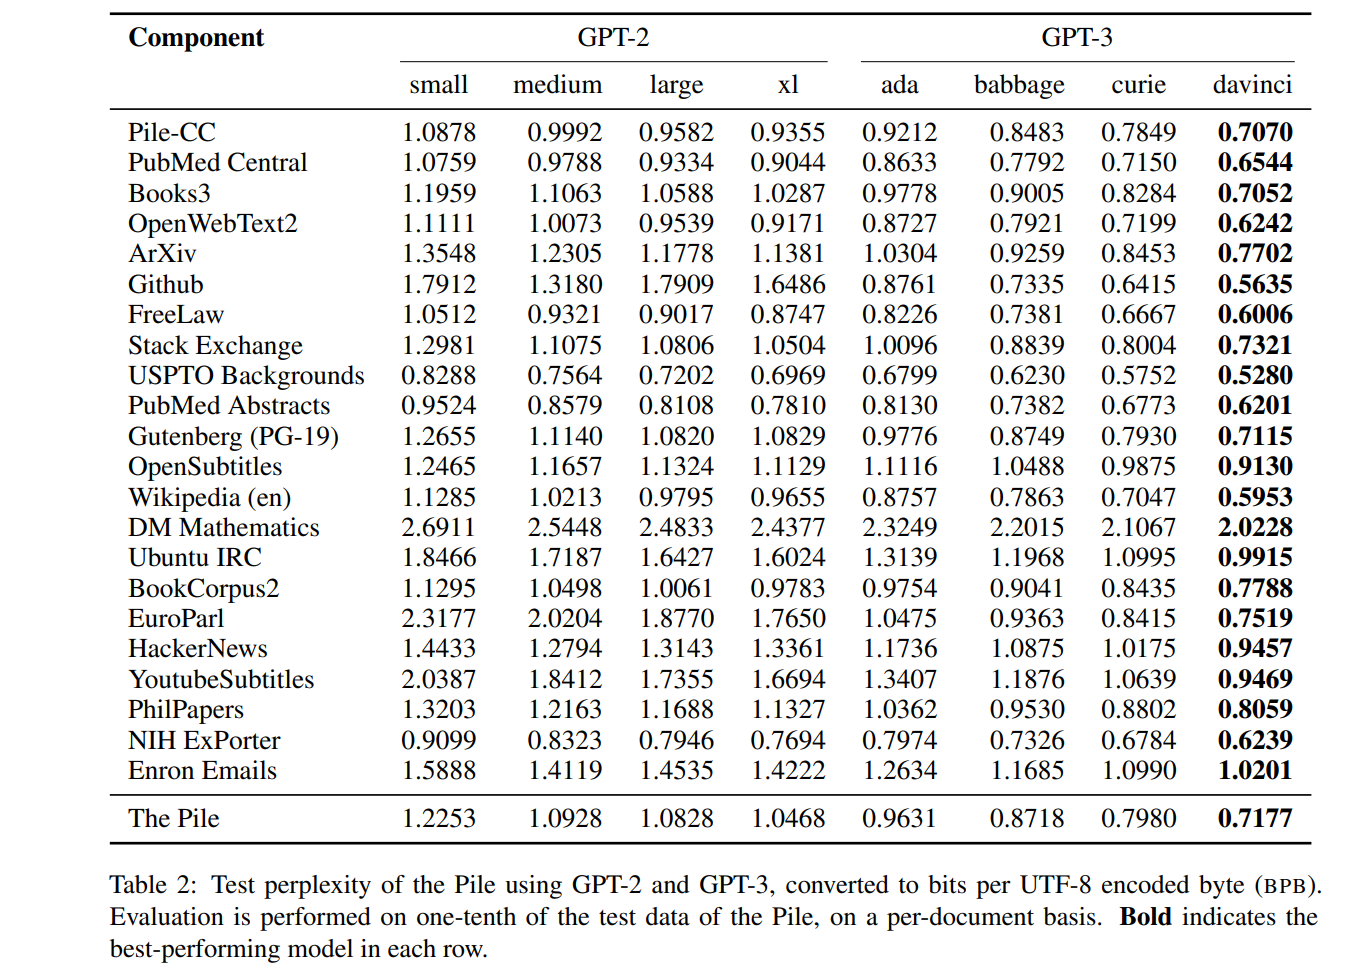 Component GPT-2 GPT-3
small medium large xl ada babbage curie davinci
Pile-CC 1.0878 0.9992 0.9582 0.9355 0.9212 0.8483 0.7849 0.7070
PubMed Central 1.0759 0.9788 0.9334 0.9044 0.8633 0.7792 0.7150 0.6544
Books3 1.1959 1.1063 1.0588 1.0287 0.9778 0.9005 0.8284 0.7052
OpenWebText2 1.1111 1.0073 0.9539 0.9171 0.8727 0.7921 0.7199 0.6242
ArXiv 1.3548 1.2305 1.1778 1.1381 1.0304 0.9259 0.8453 0.7702
Github 1.7912 1.3180 1.7909 1.6486 0.8761 0.7335 0.6415 0.5635
FreeLaw 1.0512 0.9321 0.9017 0.8747 0.8226 0.7381 0.6667 0.6006
Stack Exchange 1.2981 1.1075 1.0806 1.0504 1.0096 0.8839 0.8004 0.7321
USPTO Backgrounds 0.8288 0.7564 0.7202 0.6969 0.6799 0.6230 0.5752 0.5280
PubMed Abstracts 0.9524 0.8579 0.8108 0.7810 0.8130 0.7382 0.6773 0.6201
Gutenberg (PG-19) 1.2655 1.1140 1.0820 1.0829 0.9776 0.8749 0.7930 0.7115
OpenSubtitles 1.2465 1.1657 1.1324 1.1129 1.1116 1.0488 0.9875 0.9130
Wikipedia (en) 1.1285 1.0213 0.9795 0.9655 0.8757 0.7863 0.7047 0.5953
DM Mathematics 2.6911 2.5448 2.4833 2.4377 2.3249 2.2015 2.1067 2.0228
Ubuntu IRC 1.8466 1.7187 1.6427 1.6024 1.3139 1.1968 1.0995 0.9915
BookCorpus2 1.1295 1.0498 1.0061 0.9783 0.9754 0.9041 0.8435 0.7788
EuroParl 2.3177 2.0204 1.8770 1.7650 1.0475 0.9363 0.8415 0.7519
HackerNews 1.4433 1.2794 1.3143 1.3361 1.1736 1.0875 1.0175 0.9457
YoutubeSubtitles 2.0387 1.8412 1.7355 1.6694 1.3407 1.1876 1.0639 0.9469
PhilPapers 1.3203 1.2163 1.1688 1.1327 1.0362 0.9530 0.8802 0.8059
NIH ExPorter 0.9099 0.8323 0.7946 0.7694 0.7974 0.7326 0.6784 0.6239
Enron Emails 1.5888 1.4119 1.4535 1.4222 1.2634 1.1685 1.0990 1.0201
The Pile 1.2253 1.0928 1.0828 1.0468 0.9631 0.8718 0.7980 0.7177
Table 2: Test perplexity of the Pile using GPT-2 and GPT-3, converted to bits per UTF-8 encoded byte (BPB).
Evaluation is performed on one-tenth of the test data of the Pile, on a per-document basis. Bold indicates the
best-performing model in each row.